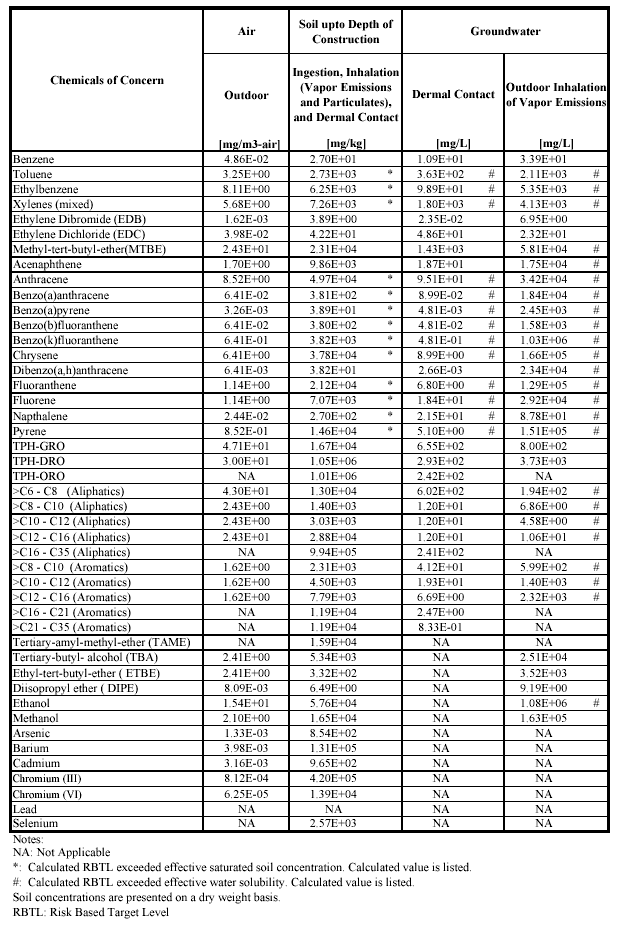 Chemicals of Concern Air Soil upto Depth of Construction Groundwater
Outdoor Ingestion, Inhalation (Vapor Emissions and Particulates), and Dermal Contact Dermal Contact Outdoor Inhalation of Vapor Emissions
[mg/m3-air] [mg/kg] [mg/L] [mg/L]
Benzene 4.86E-02 2.70E+01 1.09E+01 3.39E+01
Toluene 3.25E+00 2.73E+03 * 3.63E+02 # 2.11E+03 #
Ethylbenzene 8.11E+00 6.25E+03 * 9.89E+01 # 5.35E+03 #
Xylenes (mixed) 5.68E+00 7.26E+03 * 1.80E+03 # 4.13E+03 #
Ethylene Dibromide (EDB) 1.62E-03 3.89E+00 2.35E-02 6.95E+00
Ethylene Dichloride (EDC) 3.98E-02 4.22E+01 4.86E+01 2.32E+01
Methyl-tert-butyl-ether(MTBE) 2.43E+01 2.31E+04 1.43E+03 5.81E+04 #
Acenaphthene 1.70E+00 9.86E+03 1.87E+01 1.75E+04 #
Anthracene 8.52E+00 4.97E+04 * 9.51E+01 # 3.42E+04 #
Benzo(a)anthracene 6.41E-02 3.81E+02 * 8.99E-02 # 1.84E+04 #
Benzo(a)pyrene 3.26E-03 3.89E+01 * 4.81E-03 # 2.45E+03 #
Benzo(b)fluoranthene 6.41E-02 3.80E+02 * 4.81E-02 # 1.58E+03 #
Benzo(k)fluoranthene 6.41E-01 3.82E+03 * 4.81E-01 # 1.03E+06 #
Chrysene 6.41E+00 3.78E+04 * 8.99E+00 # 1.66E+05 #
Dibenzo(a,h)anthracene 6.41E-03 3.82E+01 2.66E-03 2.34E+04 #
Fluoranthene 1.14E+00 2.12E+04 * 6.80E+00 # 1.29E+05 #
Fluorene 1.14E+00 7.07E+03 * 1.84E+01 # 2.92E+04 #
Napthalene 2.44E-02 2.70E+02 * 2.15E+01 # 8.78E+01 #
Pyrene 8.52E-01 1.46E+04 * 5.10E+00 # 1.51E+05 #
TPH-GRO 4.71E+01 1.67E+04 6.55E+02 8.00E+02
TPH-DRO 3.00E+01 1.05E+06 2.93E+02 3.73E+03
TPH-ORO NA 1.01E+06 2.42E+02 NA
>C6 - C8 (Aliphatics) 4.30E+01 1.30E+04 6.02E+02 1.94E+02 #
>C8 - C10 (Aliphatics) 2.43E+00 1.40E+03 1.20E+01 6.86E+00 #
>C10 - C12 (Aliphatics) 2.43E+00 3.03E+03 1.20E+01 4.58E+00 #
>C12 - C16 (Aliphatics) 2.43E+01 2.88E+04 1.20E+01 1.06E+01 #
>C16 - C35 (Aliphatics) NA 9.94E+05 2.41E+02 NA
>C8 - C10 (Aromatics) 1.62E+00 2.31E+03 4.12E+01 5.99E+02 #
>C10 - C12 (Aromatics) 1.62E+00 4.50E+03 1.93E+01 1.40E+03 #
>C12 - C16 (Aromatics) 1.62E+00 7.79E+03 6.69E+00 2.32E+03 #
>C16 - C21 (Aromatics) NA 1.19E+04 2.47E+00 NA
>C21 - C35 (Aromatics) NA 1.19E+04 8.33E-01 NA
Tertiary-amyl-methyl-ether (TAME) NA 1.59E+04 NA NA
Tertiary-butyl- alcohol (TBA) 2.41E+00 5.34E+03 NA 2.51E+04
Ethyl-tert-butyl-ether ( ETBE) 2.41E+00 3.32E+02 NA 3.52E+03
Diisopropyl ether ( DIPE) 8.09E-03 6.49E+00 NA 9.19E+00
Ethanol 1.54E+01 5.76E+04 NA 1.08E+06 #
Methanol 2.10E+00 1.65E+04 NA 1.63E+05
Arsenic 1.33E-03 8.54E+02 NA NA
Barium 3.98E-03 1.31E+05 NA NA
Cadmium 3.16E-03 9.65E+02 NA NA
Chromium (III) 8.12E-04 4.20E+05 NA NA
Chromium (VI) 6.25E-05 1.39E+04 NA NA
Lead NA NA NA NA
Selenium NA 2.57E+03 NA NA
Notes:
NA: Not Applicable
*: Calculated RBTL exceeded effective saturated soil concentration. Calculated value is listed.
#: Calculated RBTL exceeded effective water solubility. Calculated value is listed.
Soil concentrations are presented on a dry weight basis.
RBTL: Risk Based Target Level